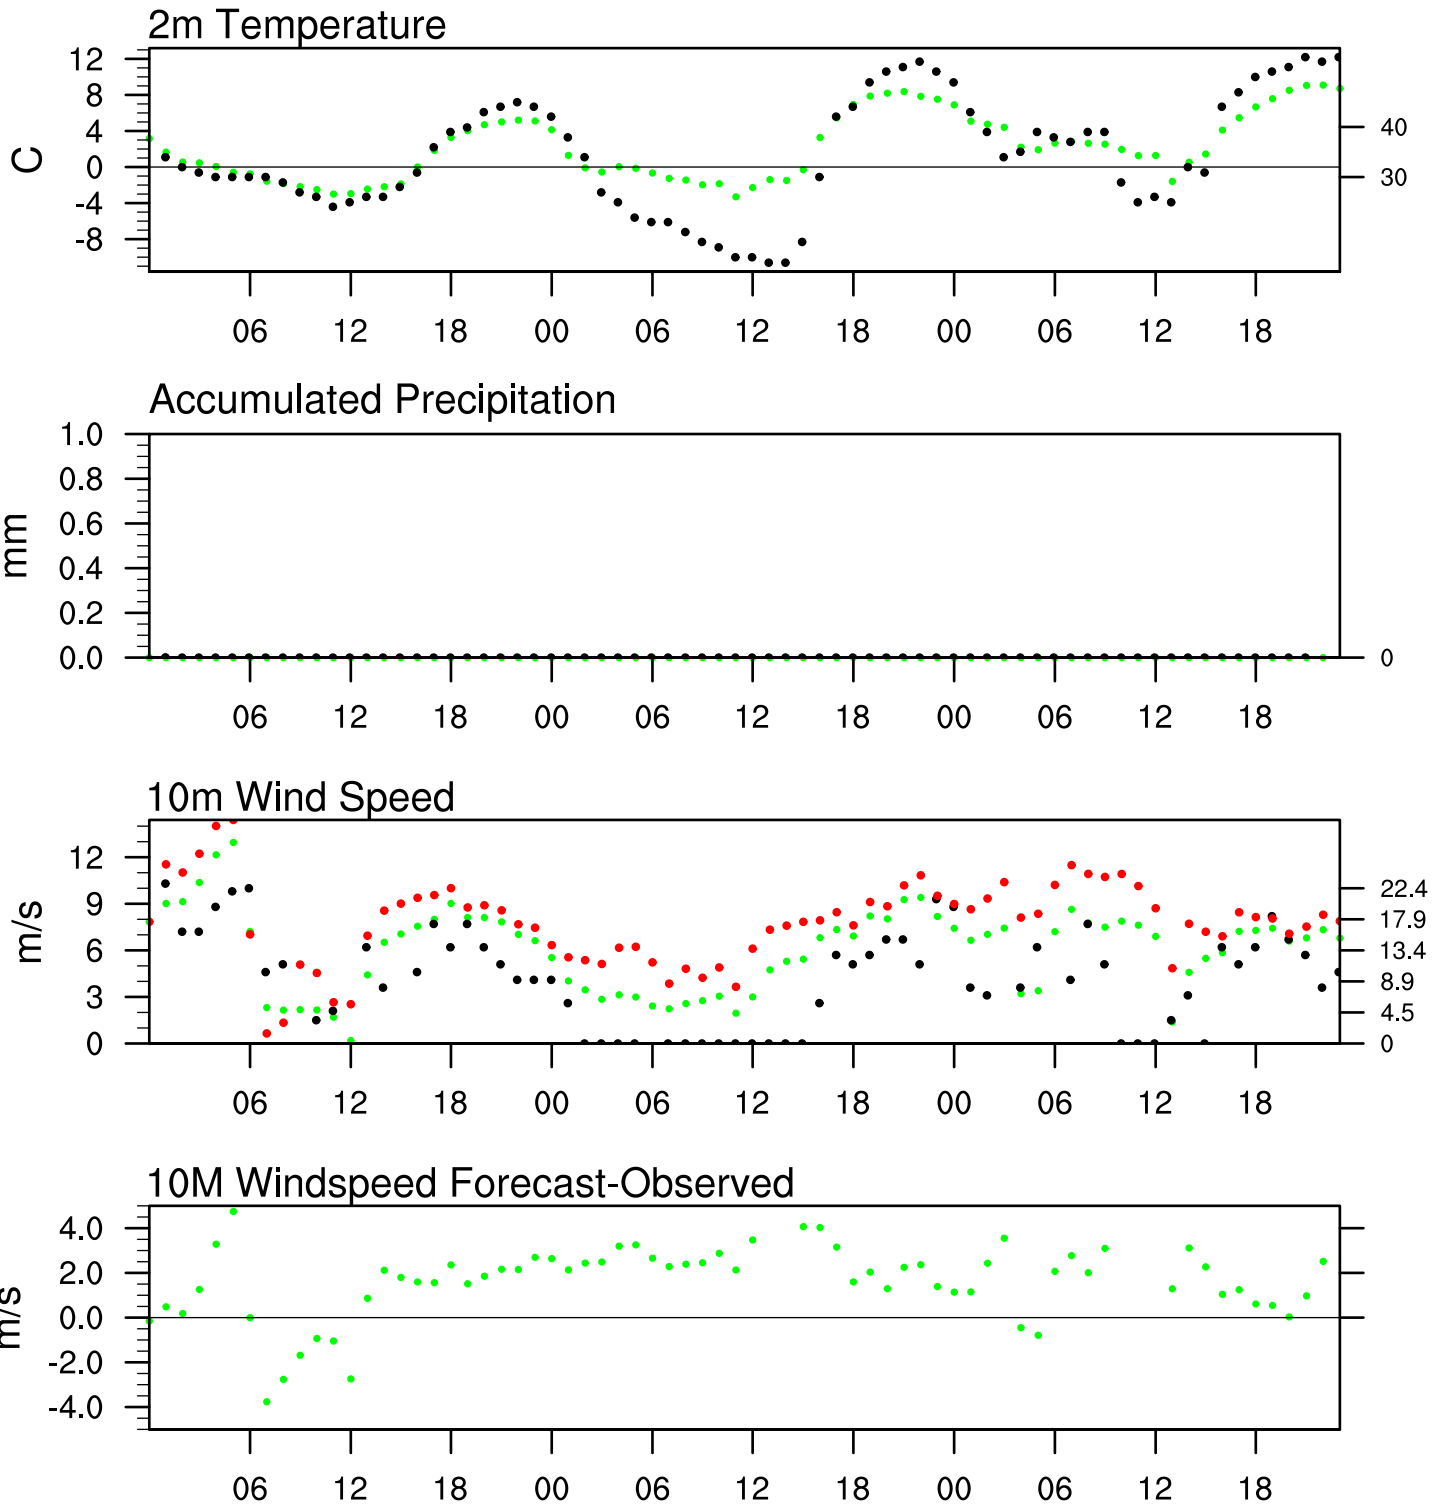 2m Temperature
12
8
4
0
-4
-8
C
40
30
06 12 18 00 06 12 18 00 06 12 18
Accumulated Precipitation
1.0
0.8
0.6
0.4
0.2
0.0
mm
0
06 12 18 00 06 12 18 00 06 12 18
10m Wind Speed
12
9
6
3
0
m/s
22.4
17.9
13.4
8.9
4.5
0
06 12 18 00 06 12 18 00 06 12 18
10M Windspeed Forecast-Observed
4.0
2.0
0.0
-2.0
-4.0
m/s
06 12 18 00 06 12 18 00 06 12 18